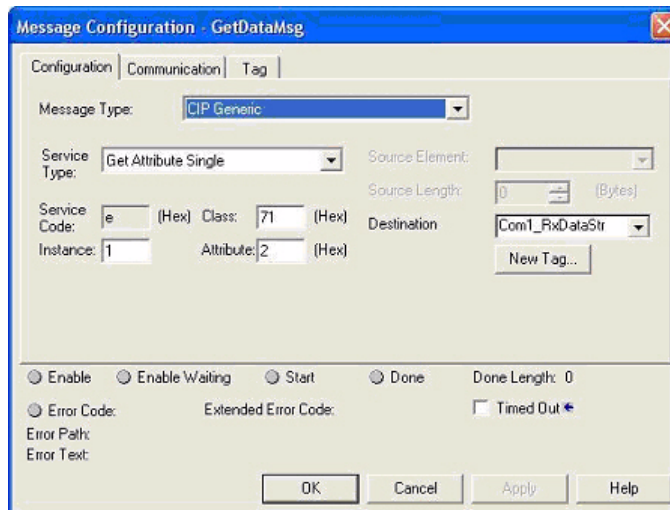 Message Configuration - GetDataMsg
Configuration Communication Tag
Message Type: CIP Generic
Service Type: Get Attribute Single
Source Element:
Source Length: 0 (Bytes)
Service Code: e (Hex) Class: 71 (Hex)
Destination Com1_RxDataStr
Instance: 1 Attribute: 2 (Hex)
New Tag...
Enable Enable Waiting Start Done Done Length: 0
Error Code: Extended Error Code: Timed Out
Error Path:
Error Text:
OK Cancel Apply Help